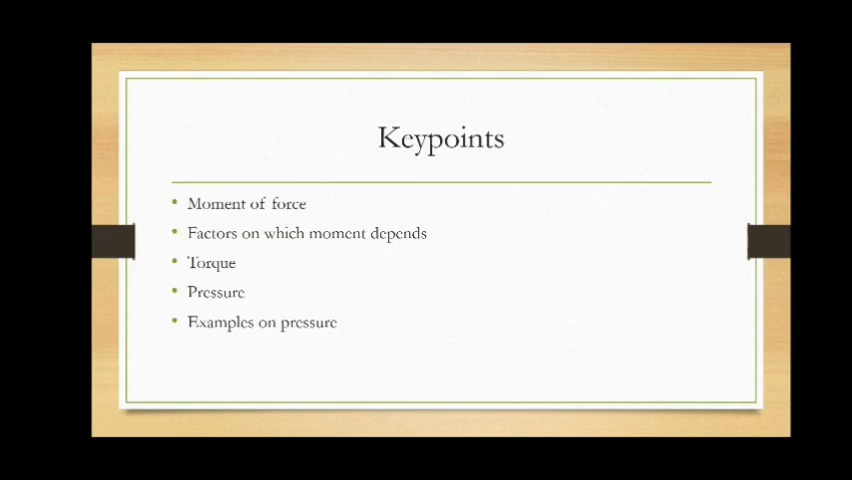 Keypoints
• Moment of force
• Factors on which moment depends
• Torque
• Pressure
• Examples on pressure